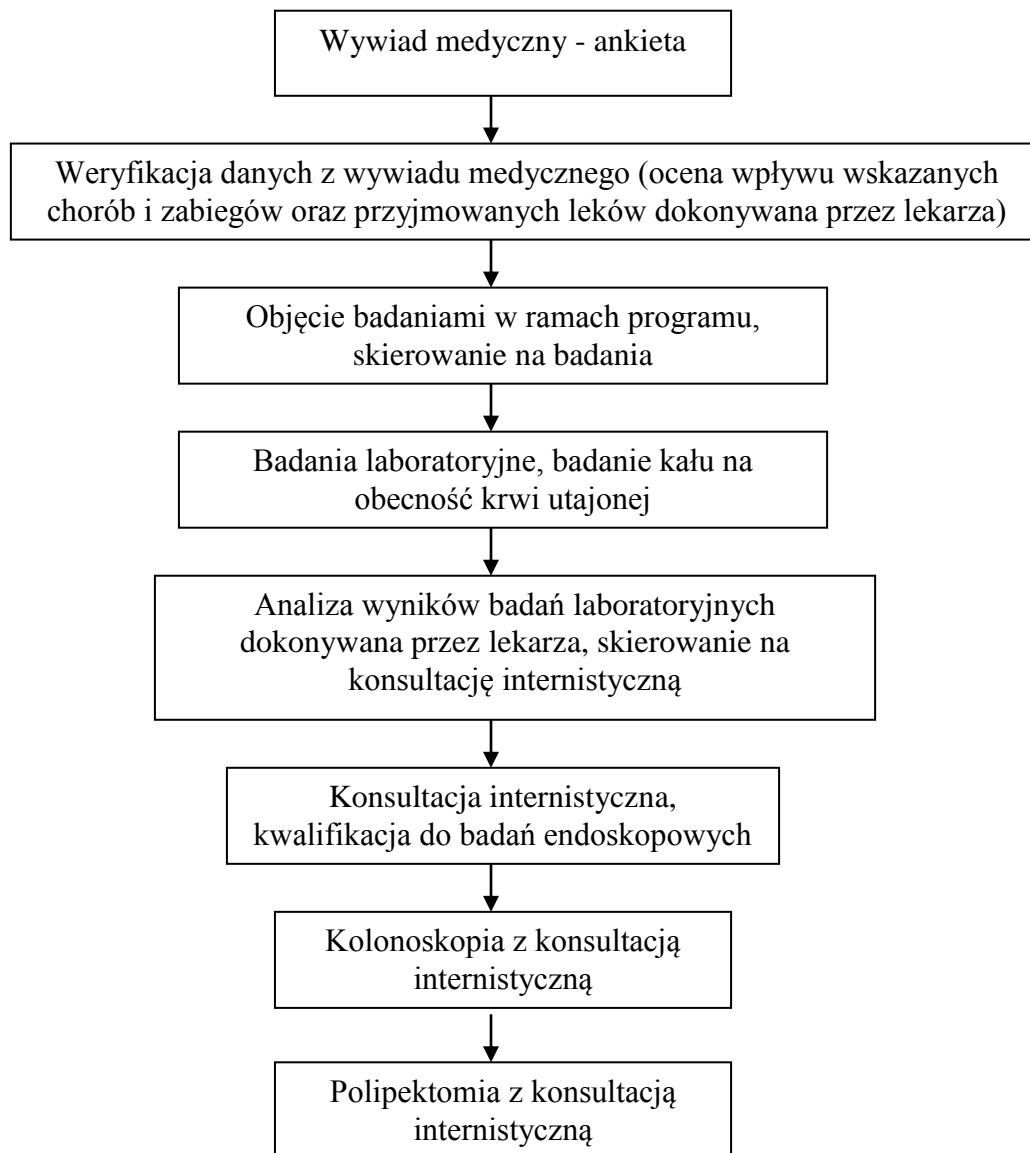 Wywiad medyczny - ankieta
Weryfikacja danych z wywiadu medycznego (ocena wpływu wskazanych
chorób i zabiegów oraz przyjmowanych leków dokonywana przez lekarza)
Objęcie badaniami w ramach programu,
skierowanie na badania
Badania laboratoryjne, badanie kału na
obecność krwi utajonej
Analiza wyników badań laboratoryjnych
dokonywana przez lekarza, skierowanie na
konsultację internistyczną
Konsultacja internistyczna,
kwalifikacja do badań endoskopowych
Kolonoskopia z konsultacją
internistyczną
Polipektomia z konsultacją
internistyczną